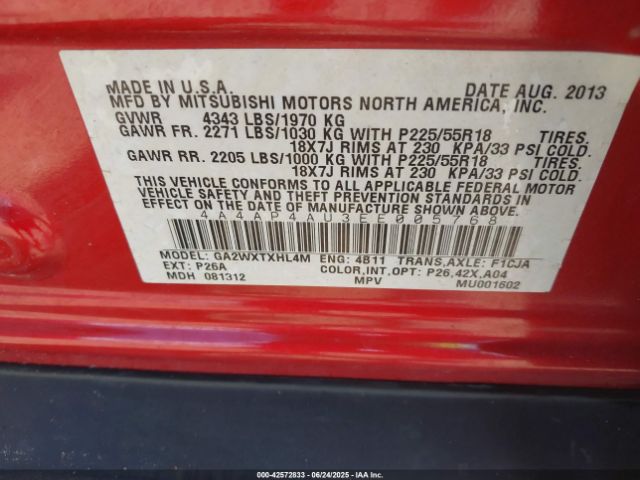 MADE IN U.S.A. DATE AUG. 2013
MFD BY MITSUBISHI MOTORS NORTH AMERICA, INC.
GVWR 4343 LBS/1970 KG
GAWR FR. 2271 LBS/1030 KG WITH P225/55R18 TIRES,
18X7J RIMS AT 230 KPA/33 PSI COLD.
GAWR RR. 2205 LBS/1000 KG WITH P225/55R18 TIRES,
18X7J RIMS AT 230 KPA/33 PSI COLD.
THIS VEHICLE CONFORMS TO ALL APPLICABLE FEDERAL MOTOR
VEHICLE SAFETY AND THEFT PREVENTION STANDARDS IN
EFFECT ON THE DATE OF MANUFACTURE SHOWN ABOVE.
4A4AP4AU3EE005768
MODEL: GA2WXTXHL4M ENG: 4B11 TRANS,AXLE: F1CJA
EXT: P26A COLOR,INT,OPT: P26,42X,A04
MDH 081312 MPV MU001602
000-42572833 - 06/24/2025 - IAAI Inc.